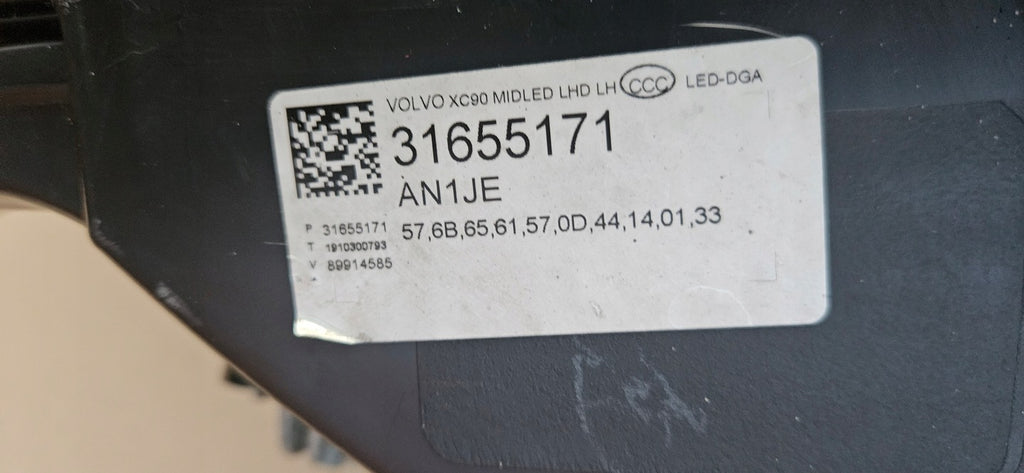 VOLVO XC90 MIDLED LHD LH CCC LED-DGA
31655171
AN1JE
57,6B,65,61,57,0D,44,14,01,33
P 31655171
T 1910300793
V 89914585